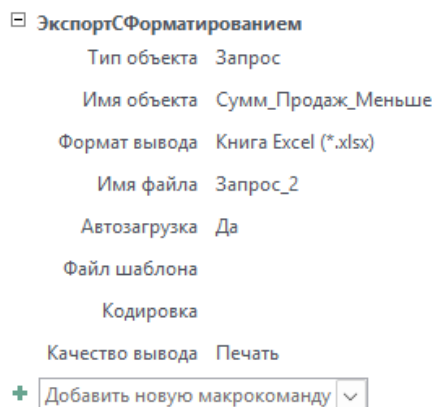 ЭкспортСФорматированием
Тип объекта Запрос
Имя объекта Сумм_Продаж_Меньше
Формат вывода Книга Excel (*.xlsx)
Имя файла Запрос_2
Автозагрузка Да
Файл шаблона
Кодировка
Качество вывода Печать
Добавить новую макрокоманду